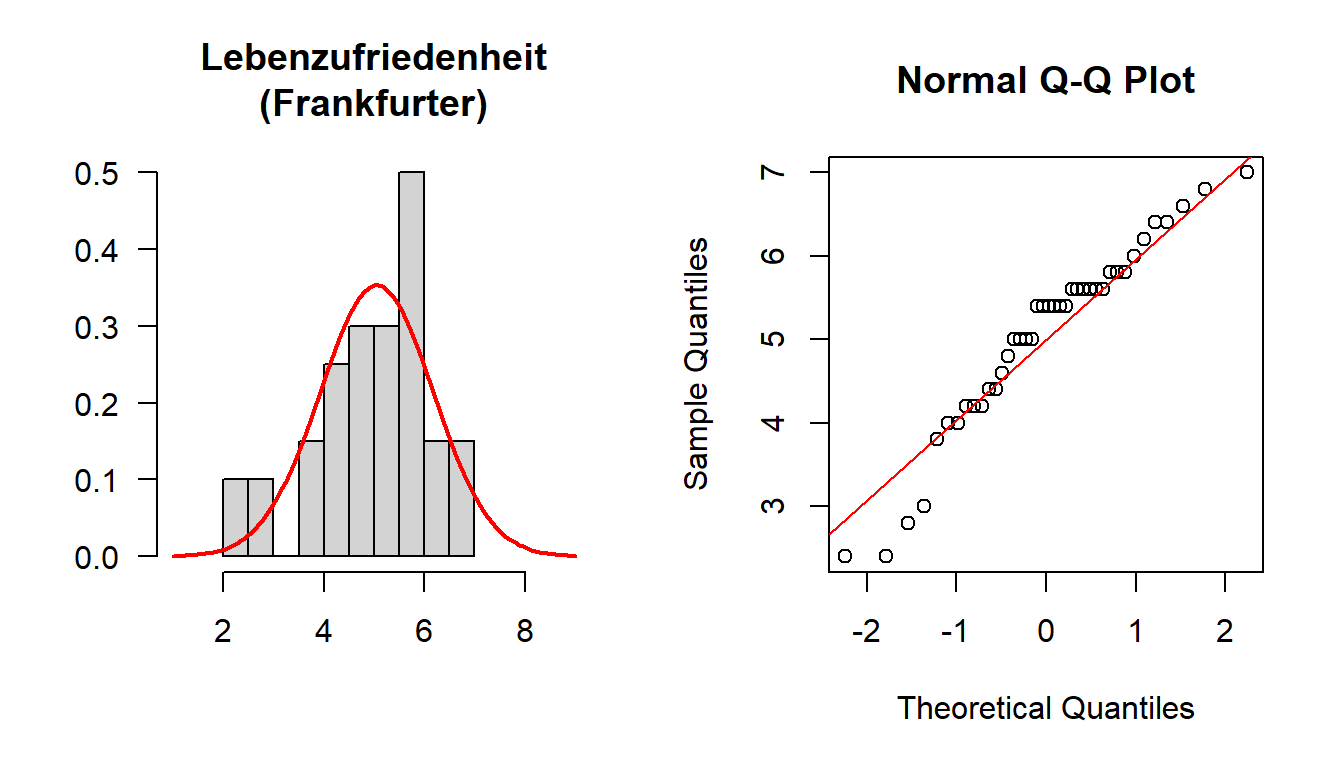 Lebenzufriedenheit
(Frankfurter)
0.5
0.4
0.3
0.2
0.1
0.0
2 4 6 8
Normal Q-Q Plot
Sample Quantiles
7
6
5
4
3
-2 -1 0 1 2
Theoretical Quantiles